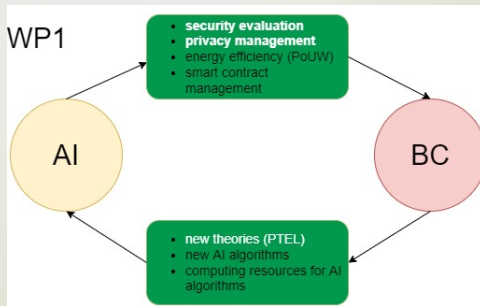 WP1
• security evaluation
• privacy management
• energy efficiency (PoUW)
• smart contract
management
AI
BC
• new theories (PTEL)
• new AI algorithms
• computing resources for AI
algorithms